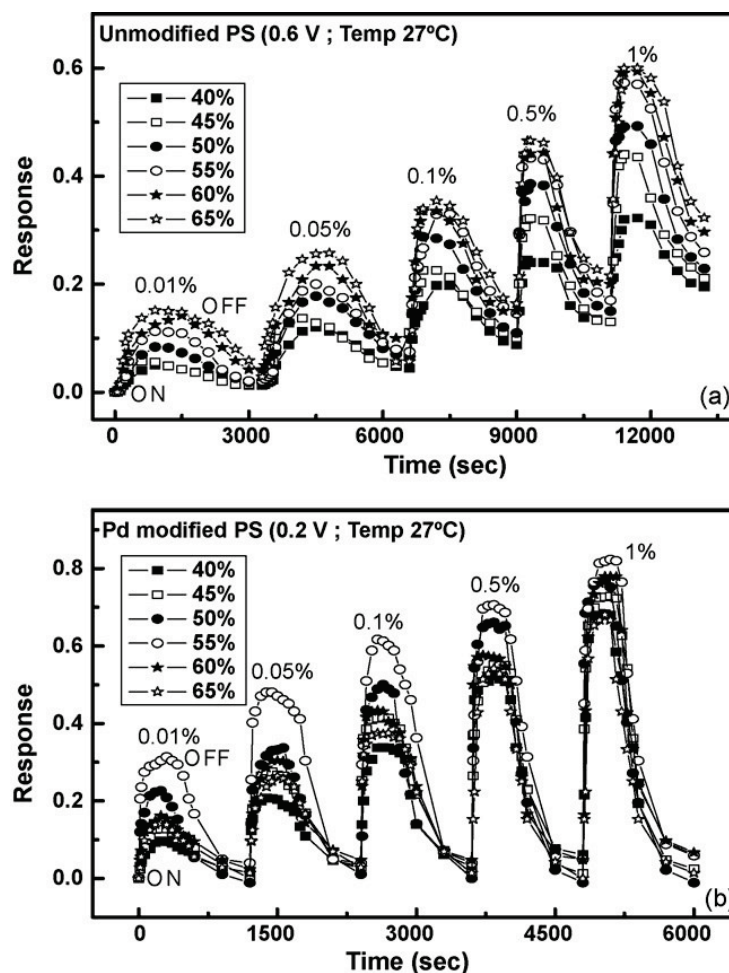 Unmodified PS (0.6 V ; Temp 27ºC)
1%
0.6
40%
45%
50%
55%
60%
65%
0.5%
0.1%
0.4
0.05%
Response
0.2
0.01%
OFF
0.0
ON
(a)
0 3000 6000 9000 12000
Time (sec)
Pd modified PS (0.2 V ; Temp 27ºC)
1%
0.8
40%
45%
50%
55%
60%
65%
0.5%
0.1%
0.6
0.05%
Response
0.4
0.01%
OFF
0.2
0.0
ON
(b)
0 1500 3000 4500 6000
Time (sec)